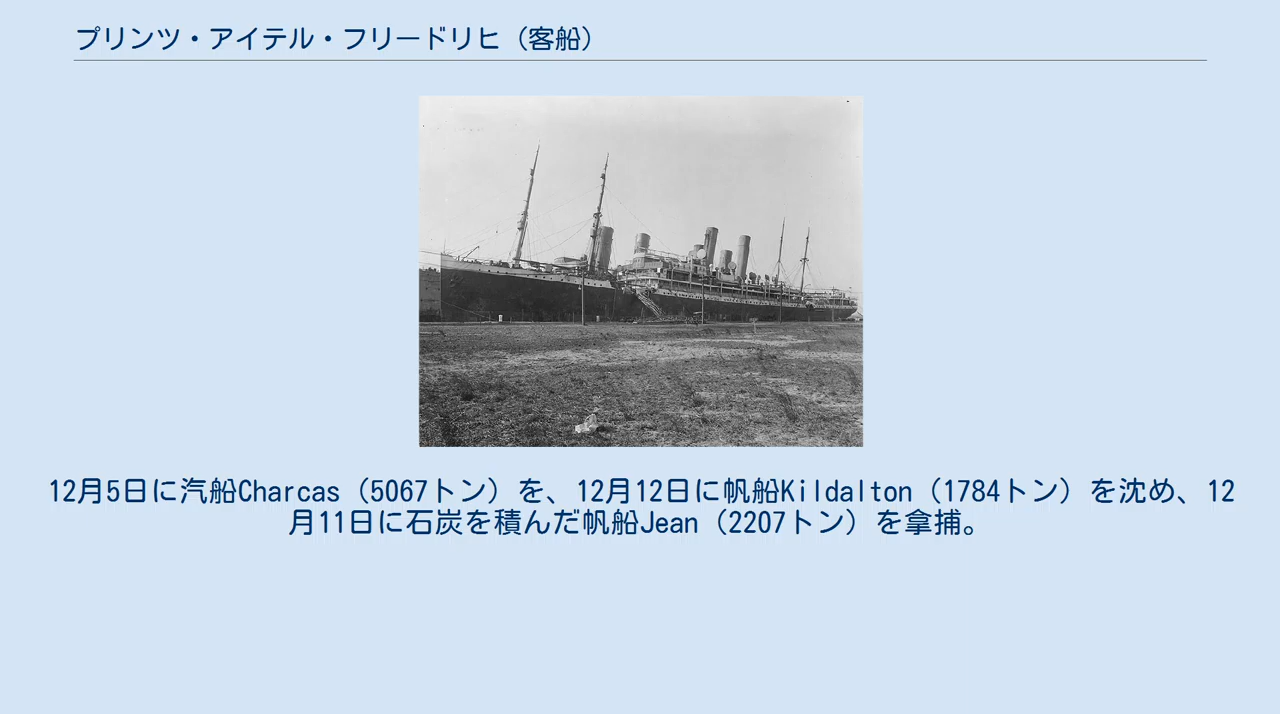 プリンツ・アイテル・フリードリヒ（客船）
12月5日に汽船Charcas（5067トン）を、12月12日に帆船Kildalton（1784トン）を沈め、12
月11日に石炭を積んだ帆船Jean（2207トン）を拿捕。